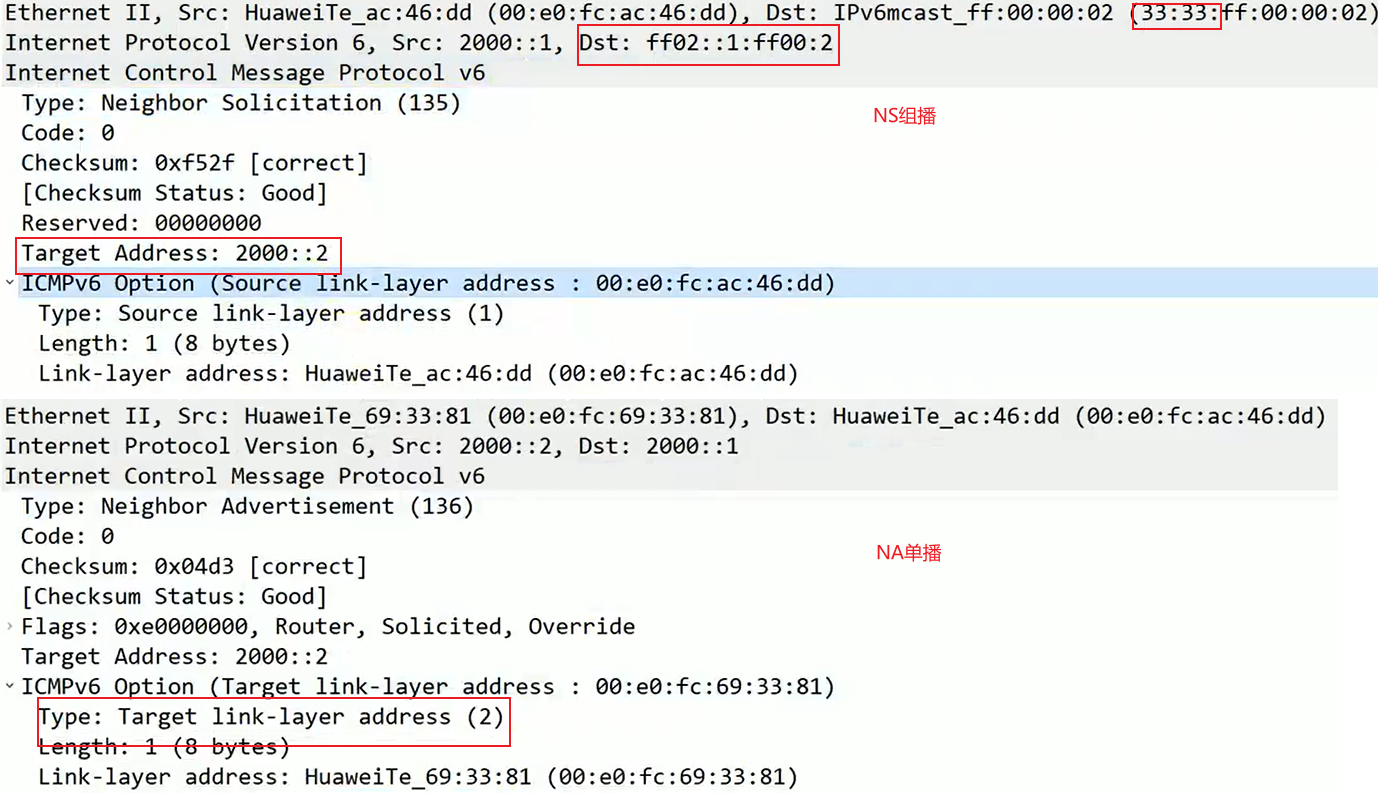 Ethernet II, Src: HuaweiTe_ac:46:dd (00:e0:fc:ac:46:dd), Dst: IPv6mcast_ff:00:00:02 (33:33:ff:00:00:02)
Internet Protocol Version 6, Src: 2000::1, Dst: ff02::1:ff00:2
Internet Control Message Protocol v6
Type: Neighbor Solicitation (135)
NS组播
Code: 0
Checksum: 0xf52f [correct]
[Checksum Status: Good]
Reserved: 00000000
Target Address: 2000::2
ICMPv6 Option (Source link-layer address : 00:e0:fc:ac:46:dd)
Type: Source link-layer address (1)
Length: 1 (8 bytes)
Link-layer address: HuaweiTe_ac:46:dd (00:e0:fc:ac:46:dd)
Ethernet II, Src: HuaweiTe_69:33:81 (00:e0:fc:69:33:81), Dst: HuaweiTe_ac:46:dd (00:e0:fc:ac:46:dd)
Internet Protocol Version 6, Src: 2000::2, Dst: 2000::1
Internet Control Message Protocol v6
Type: Neighbor Advertisement (136)
Code: 0
NA单播
Checksum: 0x04d3 [correct]
[Checksum Status: Good]
Flags: 0xe0000000, Router, Solicited, Override
Target Address: 2000::2
ICMPv6 Option (Target link-layer address : 00:e0:fc:69:33:81)
Type: Target link-layer address (2)
Length: 1 (8 bytes)
Link-layer address: HuaweiTe_69:33:81 (00:e0:fc:69:33:81)